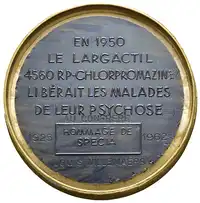 EN 1950
LE LARGACTIL
4560 RP-CHLORPROMAZINE
LIBÉRAIT LES MALADES
DE LEUR PSYCHOSE
HOMMAGE DE
SPECIA